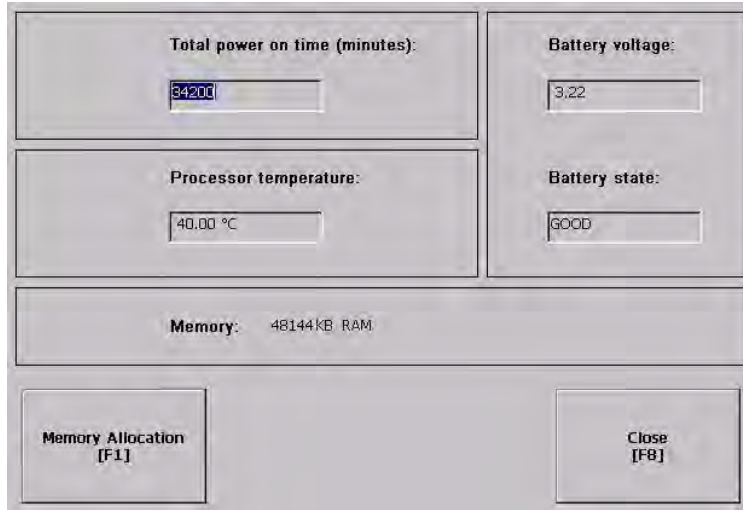 Total power on time (minutes):
34200
Battery voltage:
3.22
Processor temperature:
40.00 °C
Battery state:
GOOD
Memory: 48144KB RAM
Memory Allocation
[F1]
Close
[F8]